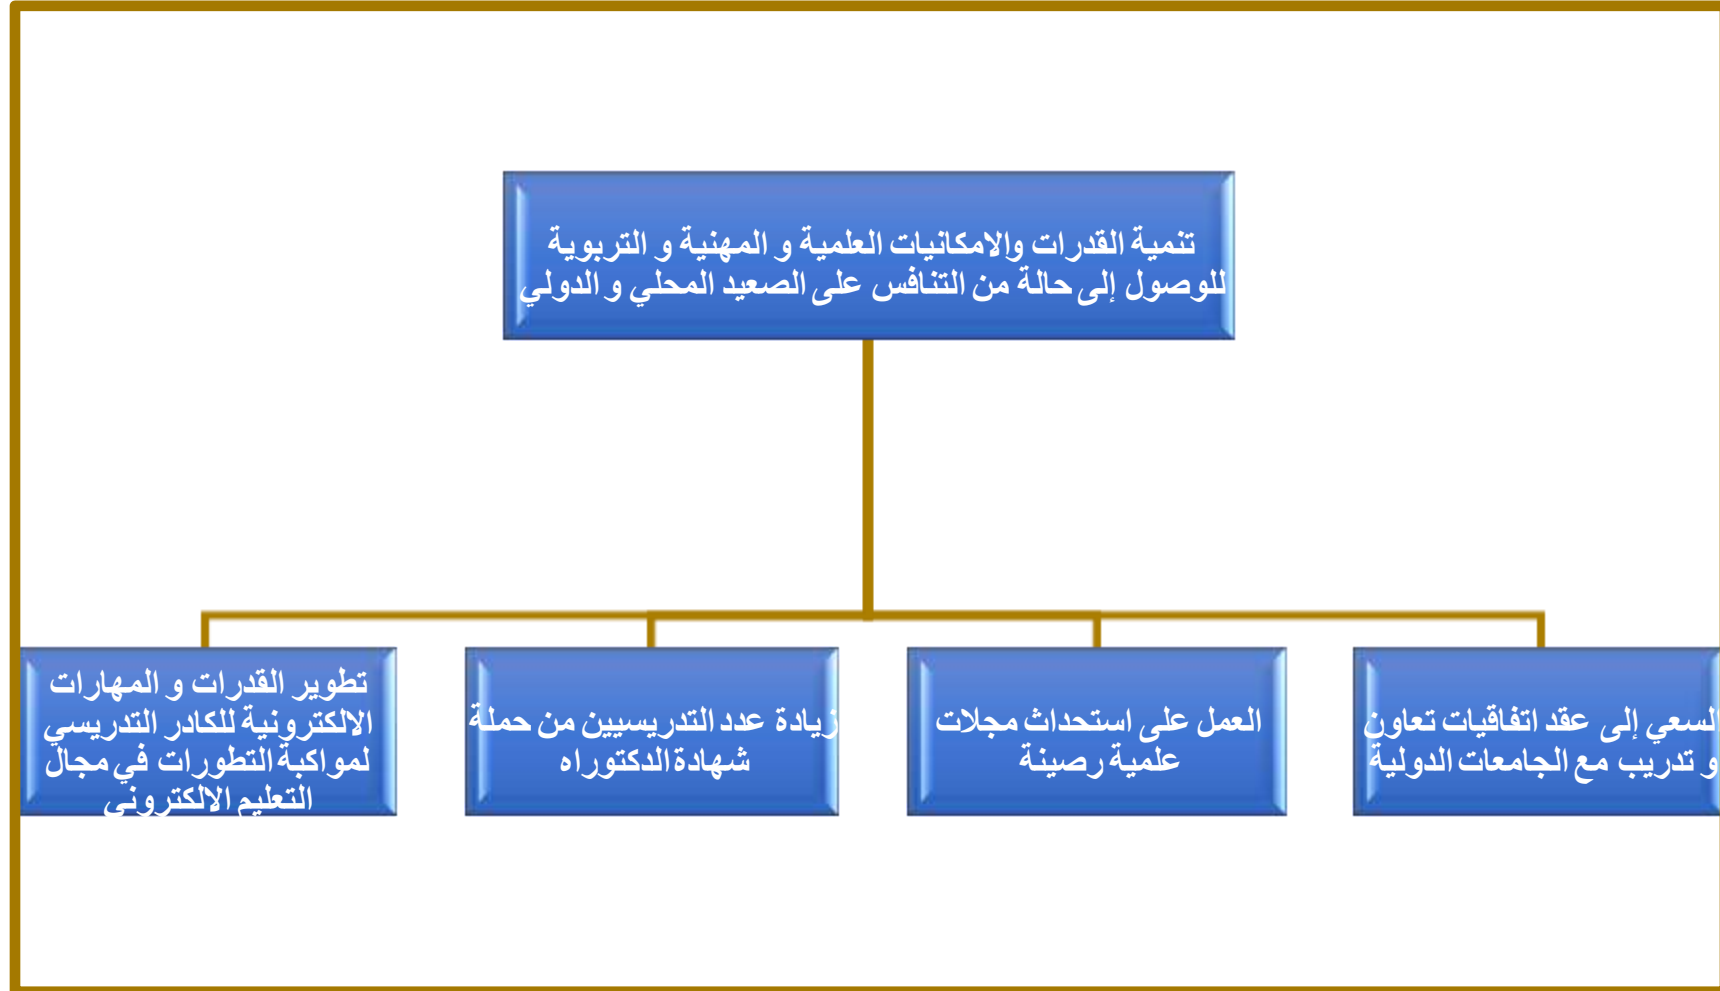 تنمية القدرات والامكانيات العلمية و المهنية و التربوية
للوصول إلى حالة من التنافس على الصعيد المحلي و الدولي
السعي إلى عقد اتفاقيات تعاون
و تدريب مع الجامعات الدولية
العمل على استحداث مجلات
علمية رصينة
زيادة عدد التدريسيين من حملة
شهادة الدكتوراه
تطوير القدرات و المهارات
الالكترونية للكادر التدريسي
لمواكبة التطورات في مجال
التعليم الالكتروني